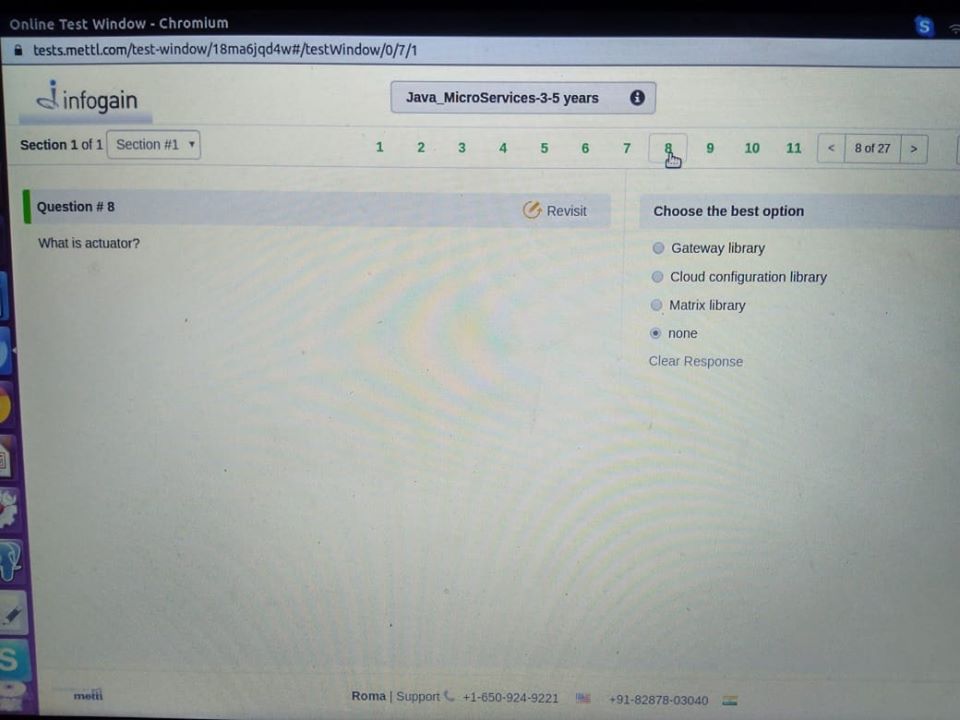 Online Test Window - Chromium
tests.mettl.com/test-window/18ma6jqd4w#/testWindow/0/7/1
infogain
Java_MicroServices-3-5 years
Section 1 of 1 Section #1
1 2 3 4 5 6 7 8 9 10 11 < 8 of 27 >
Question # 8
Revisit
What is actuator?
Choose the best option
Gateway library
Cloud configuration library
Matrix library
none
Clear Response
mettl
Roma | Support +1-650-924-9221 +91-82878-03040